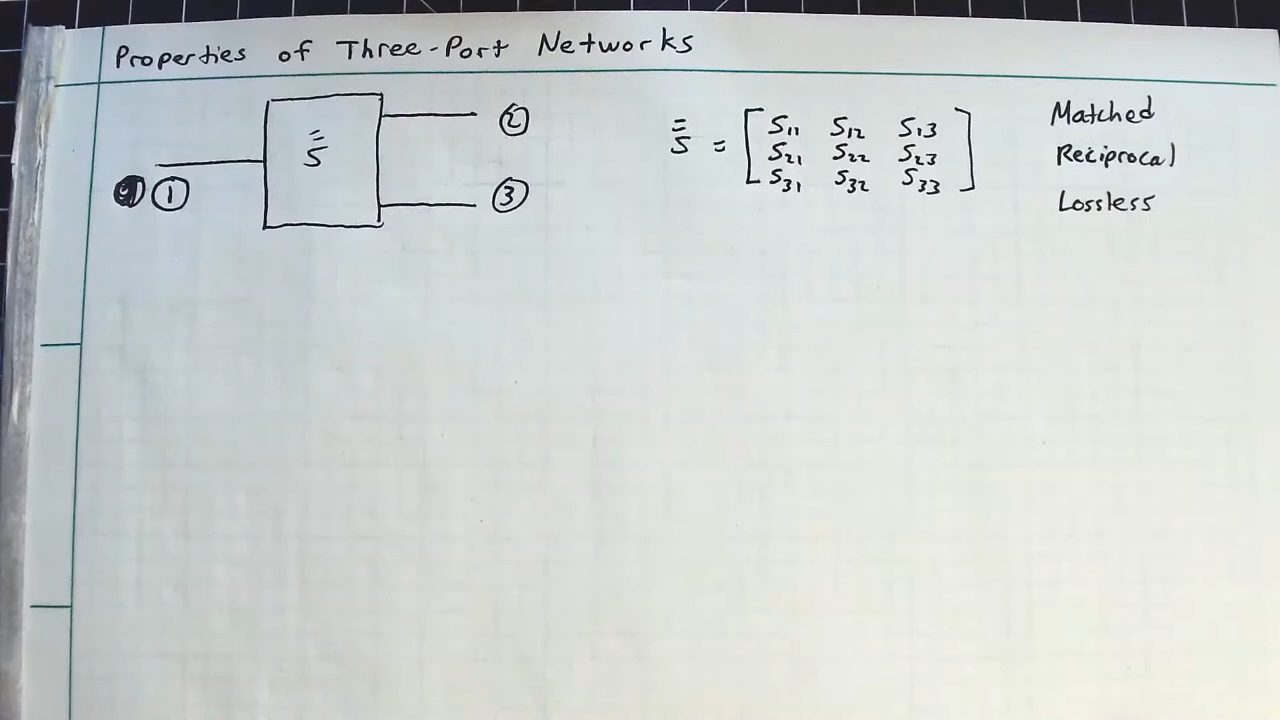 Properties of Three-Port Networks
S̿
①
②
③
S̿ = [ S11 S12 S13
S21 S22 S23
S31 S32 S33 ]
Matched
Reciprocal
Lossless